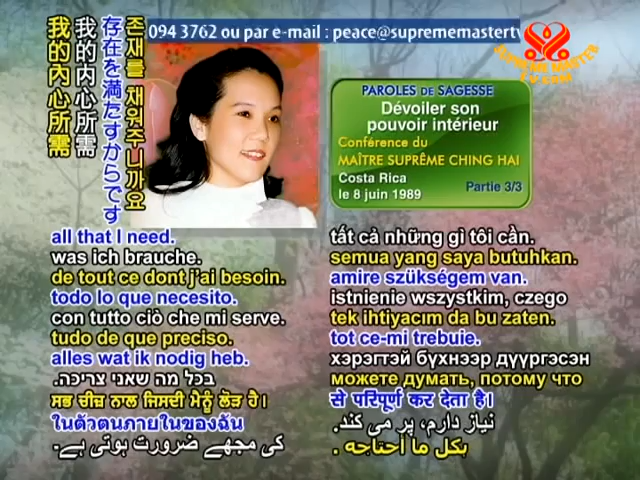 094 3762 ou par e-mail : peace@suprememastertv
SUPREME MASTER
TV.COM
我的內心所需
我的内心所需
存在を満たすからです
존재를 채워주니까요
PAROLES DE SAGESSE
Dévoiler son
pouvoir intérieur
Conférence du
MAÎTRE SUPRÊME CHING HAI
Costa Rica
le 8 juin 1989
Partie 3/3
all that I need.
was ich brauche.
de tout ce dont j'ai besoin.
todo lo que necesito.
con tutto ciò che mi serve.
tudo de que preciso.
alles wat ik nodig heb.
בכל מה שאני צריכה.
ਸਭ ਚੀਜ਼ ਨਾਲ ਜਿਸਦੀ ਮੈਨੂੰ ਲੋੜ ਹੈ।
ในตัวตนภายในของฉัน
کی مجھے ضرورت ہوتی ہے۔
tất cả những gì tôi cần.
semua yang saya butuhkan.
amire szükségem van.
istnienie wszystkim, czego
tek ihtiyacım da bu zaten.
tot ce-mi trebuie.
хэрэгтэй бүхнээр дүүргэсэн
можете думать, потому что
से परिपूर्ण कर देता है।
نیاز دارم، پر می کند.
بكل ما أحتاجه .